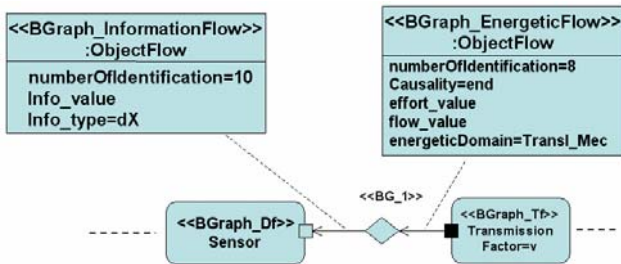 <<BGraph_InformationFlow>>
:ObjectFlow
numberOfIdentification=10
Info_value
Info_type=dX
<<BGraph_EnergeticFlow>>
:ObjectFlow
numberOfIdentification=8
Causality=end
effort_value
flow_value
energeticDomain=Transl_Mec
<<BG_1>>
<<BGraph_Df>>
Sensor
<<BGraph_Tf>>
Transmission
Factor=v